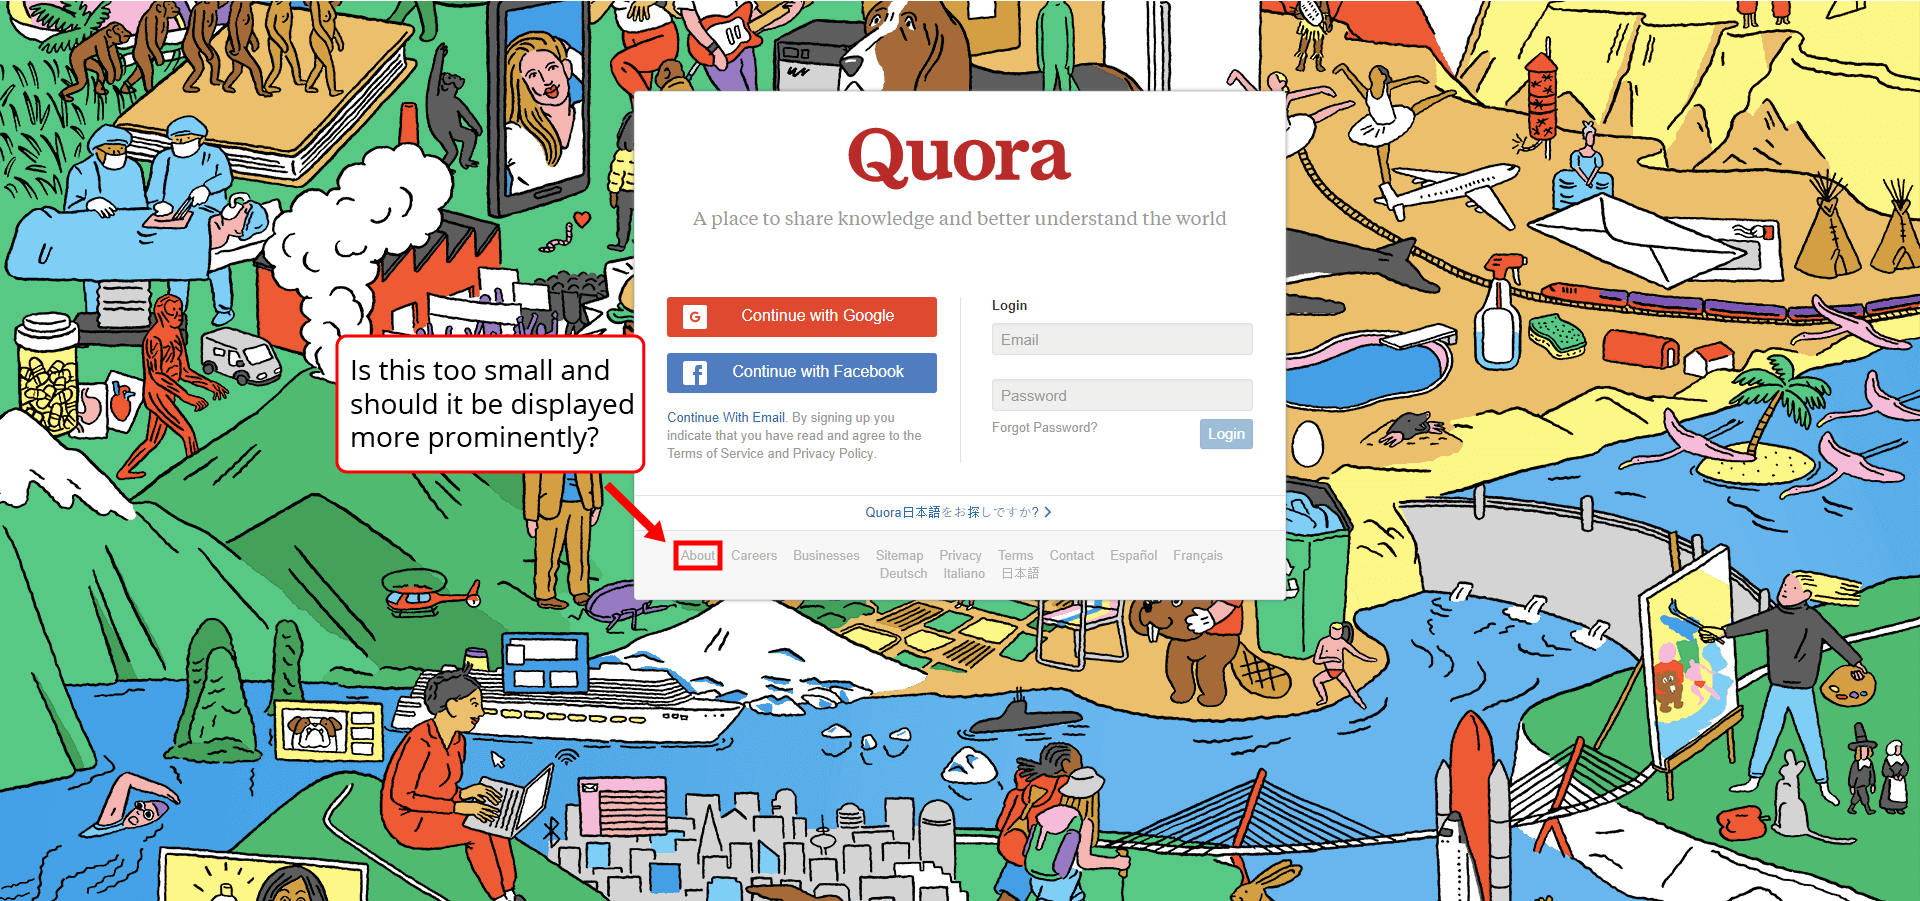 Quora
A place to share knowledge and better understand the world
Continue with Google
Continue with Facebook
Continue With Email. By signing up you
indicate that you have read and agree to the
Terms of Service and Privacy Policy.
Login
Email
Password
Forgot Password?
Login
Is this too small and
should it be displayed
more prominently?
Quora日本語をお探しですか?
About Careers Businesses Sitemap Privacy Terms Contact Español Français
Deutsch Italiano 日本語